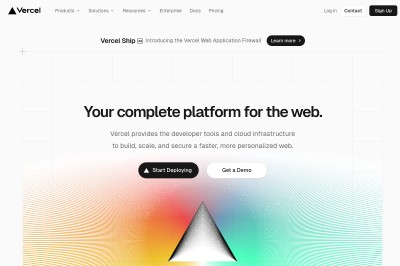 Vercel
Products Solutions Resources Enterprise Docs Pricing
Log In Contact Sign Up
Vercel Ship Introducing the Vercel Web Application Firewall Learn more
Your complete platform for the web.
Vercel provides the developer tools and cloud infrastructure
to build, scale, and secure a faster, more personalized web.
Start Deploying Get a Demo